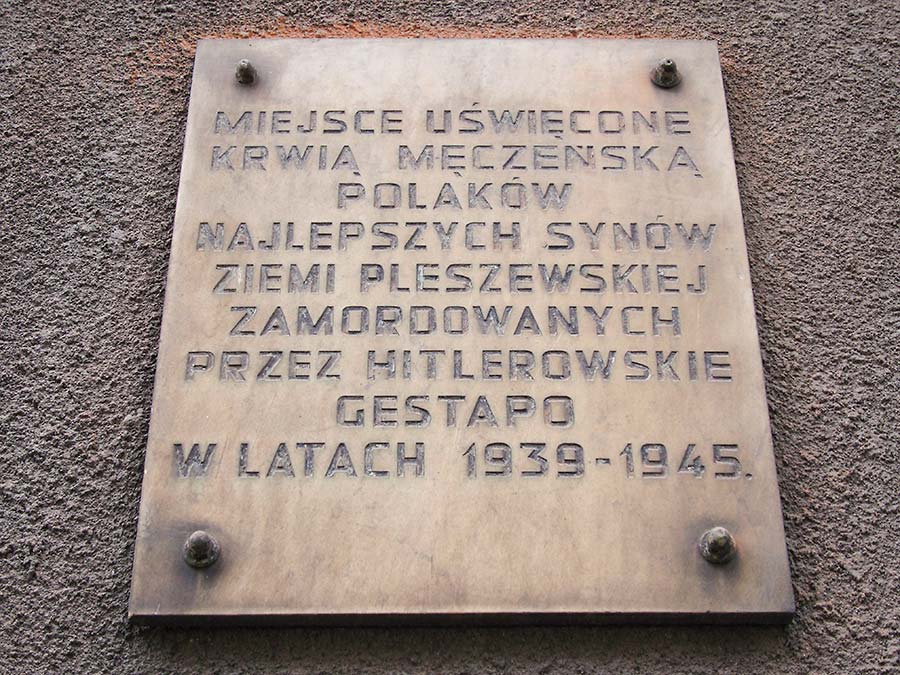 MIEJSCE UŚWIĘCONE
KRWIĄ MĘCZEŃSKĄ
POLAKÓW
NAJLEPSZYCH SYNÓW
ZIEMI PLESZEWSKIEJ
ZAMORDOWANYCH
PRZEZ HITLEROWSKIE
GESTAPO
W LATACH 1939-1945.